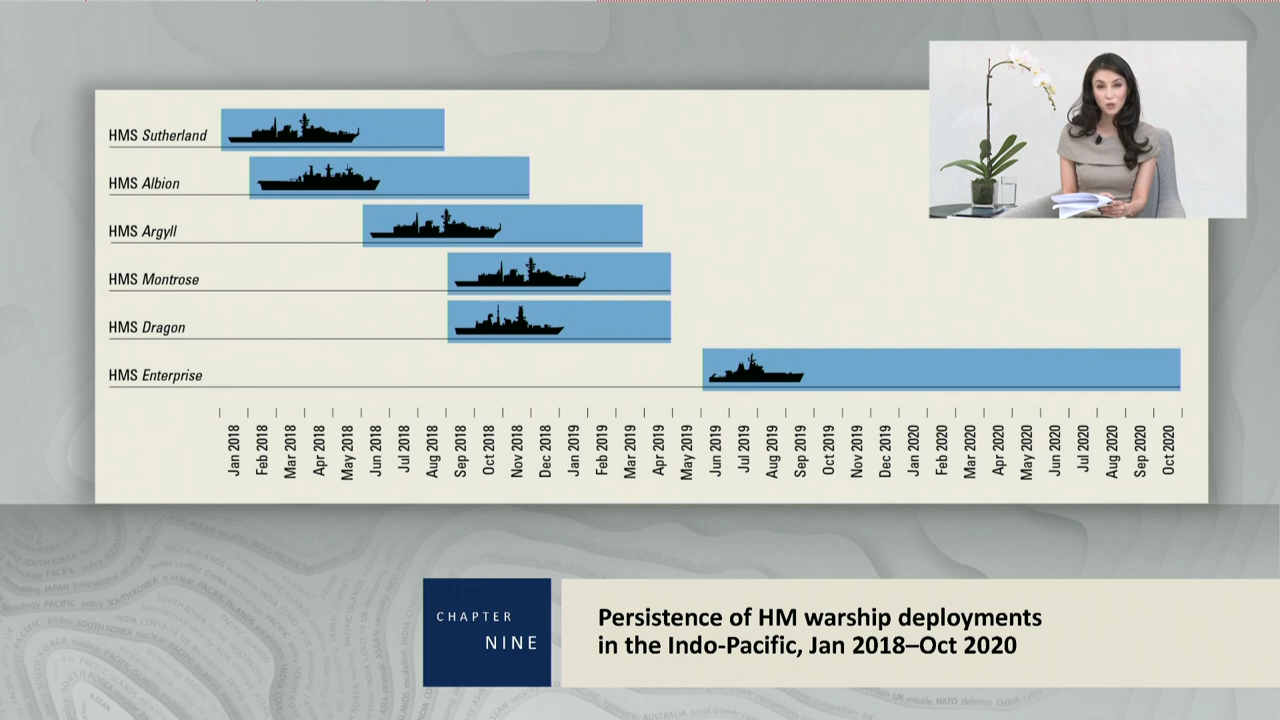 HMS Sutherland
HMS Albion
HMS Argyll
HMS Montrose
HMS Dragon
HMS Enterprise
Jan 2018
Feb 2018
Mar 2018
Apr 2018
May 2018
Jun 2018
Jul 2018
Aug 2018
Sep 2018
Oct 2018
Nov 2018
Dec 2018
Jan 2019
Feb 2019
Mar 2019
Apr 2019
May 2019
Jun 2019
Jul 2019
Aug 2019
Sep 2019
Oct 2019
Nov 2019
Dec 2019
Jan 2020
Feb 2020
Mar 2020
Apr 2020
May 2020
Jun 2020
Jul 2020
Aug 2020
Sep 2020
Oct 2020
CHAPTER
NINE
Persistence of HM warship deployments
in the Indo-Pacific, Jan 2018–Oct 2020